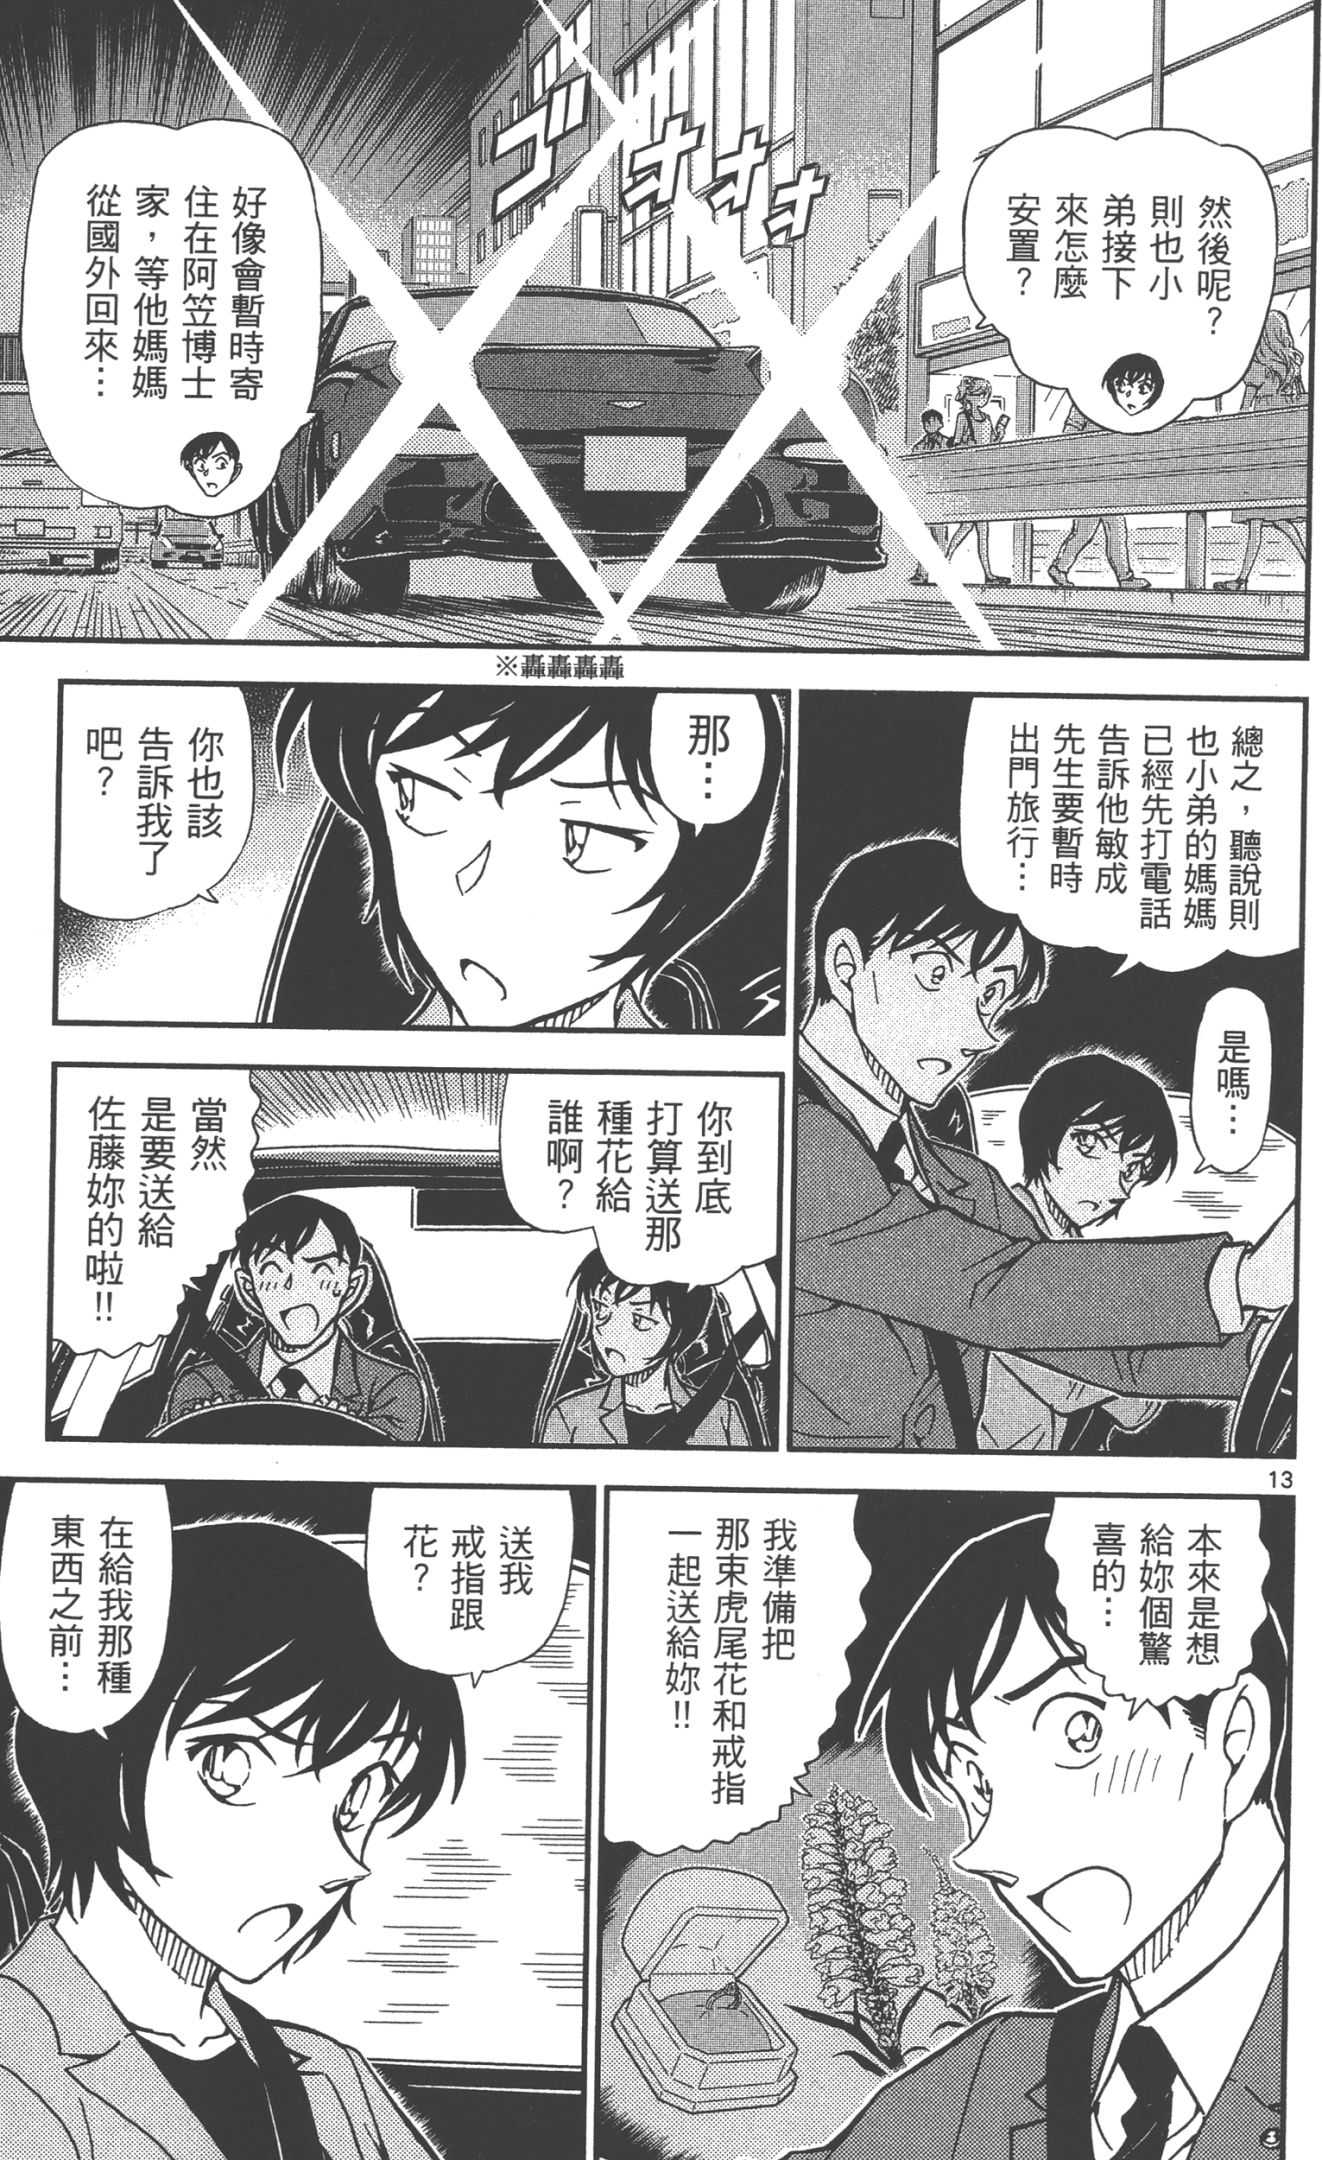 然後呢？
則也小
弟接下
來怎麼
安置？
ゴオオオ
好像會暫時寄
住在阿笠博士
家，等他媽媽
從國外回來…
※轟轟轟轟
總之，聽說則
也小弟的媽媽
已經先打電話
告訴他敏成
先生要暫時
出門旅行…
是嗎…
那…
你也該
告訴我了
吧？
你到底
打算送那
種花給
誰啊？
當然
是要送給
佐藤妳的啦!!
13
本來是想
給妳個驚
喜的…
我準備把
那束虎尾花和戒指
一起送給妳!!
送我
戒指跟
花？
在給我那種
東西之前…